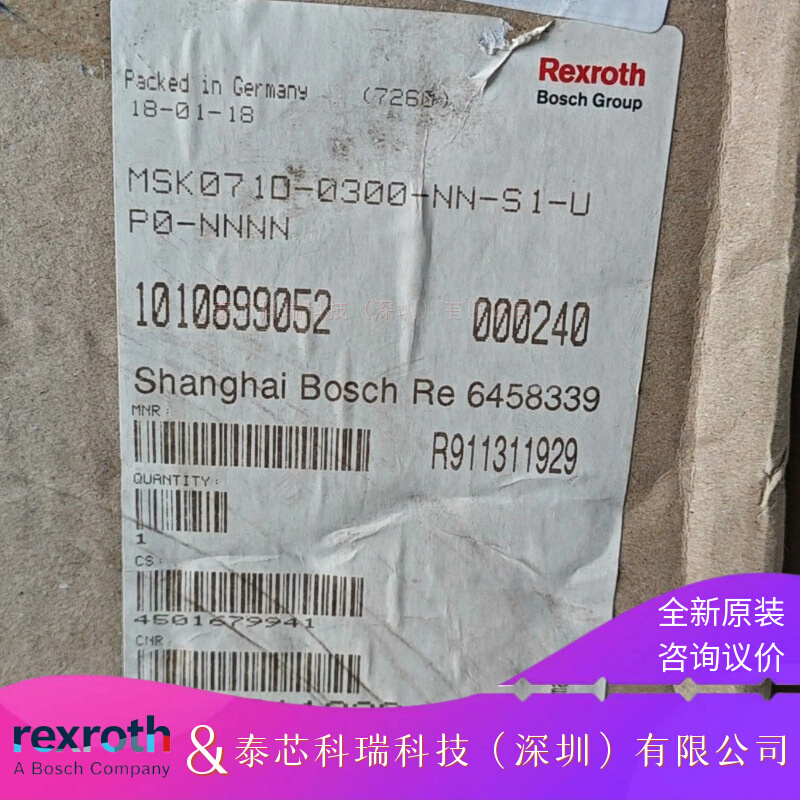 Packed in Germany (7260)
18-01-18
Rexroth
Bosch Group
MSK071D-0300-NN-S1-U
P0-NNNN
1010899052 000240
Shanghai Bosch Re 6458339
MNR:
R911311929
QUANTITY:
1
CS:
4501679941
CNR:
全新原装
咨询议价
rexroth
A Bosch Company
&泰芯科瑞科技（深圳）有限公司